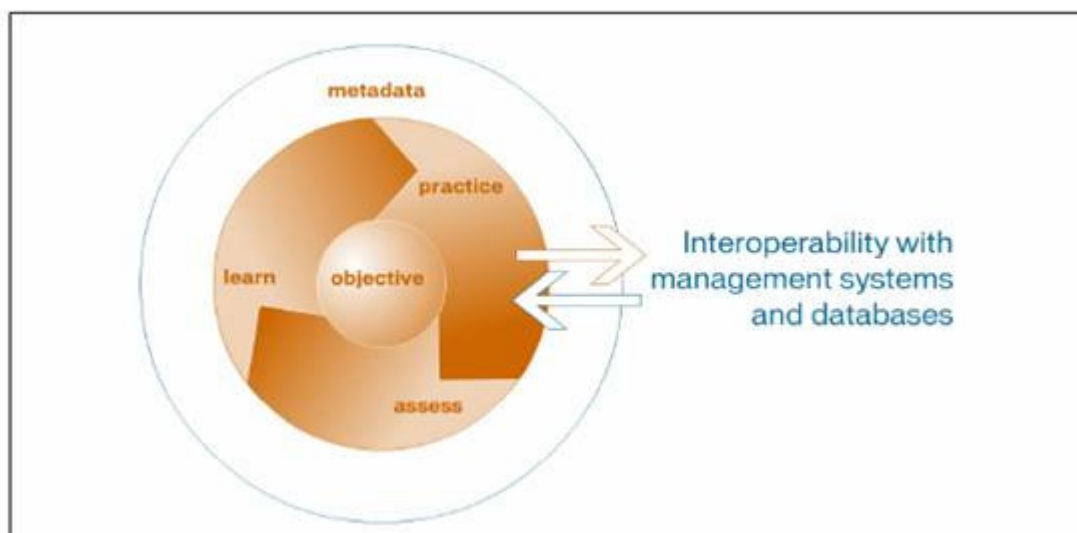 metadata
practice
learn
objective
assess
Interoperability with
management systems
and databases